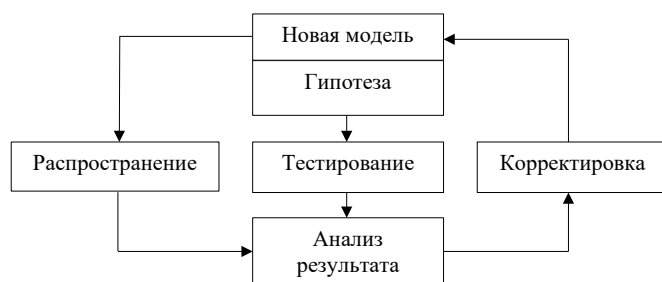 Новая модель
Гипотеза
Распространение
Тестирование
Корректировка
Анализ
результата